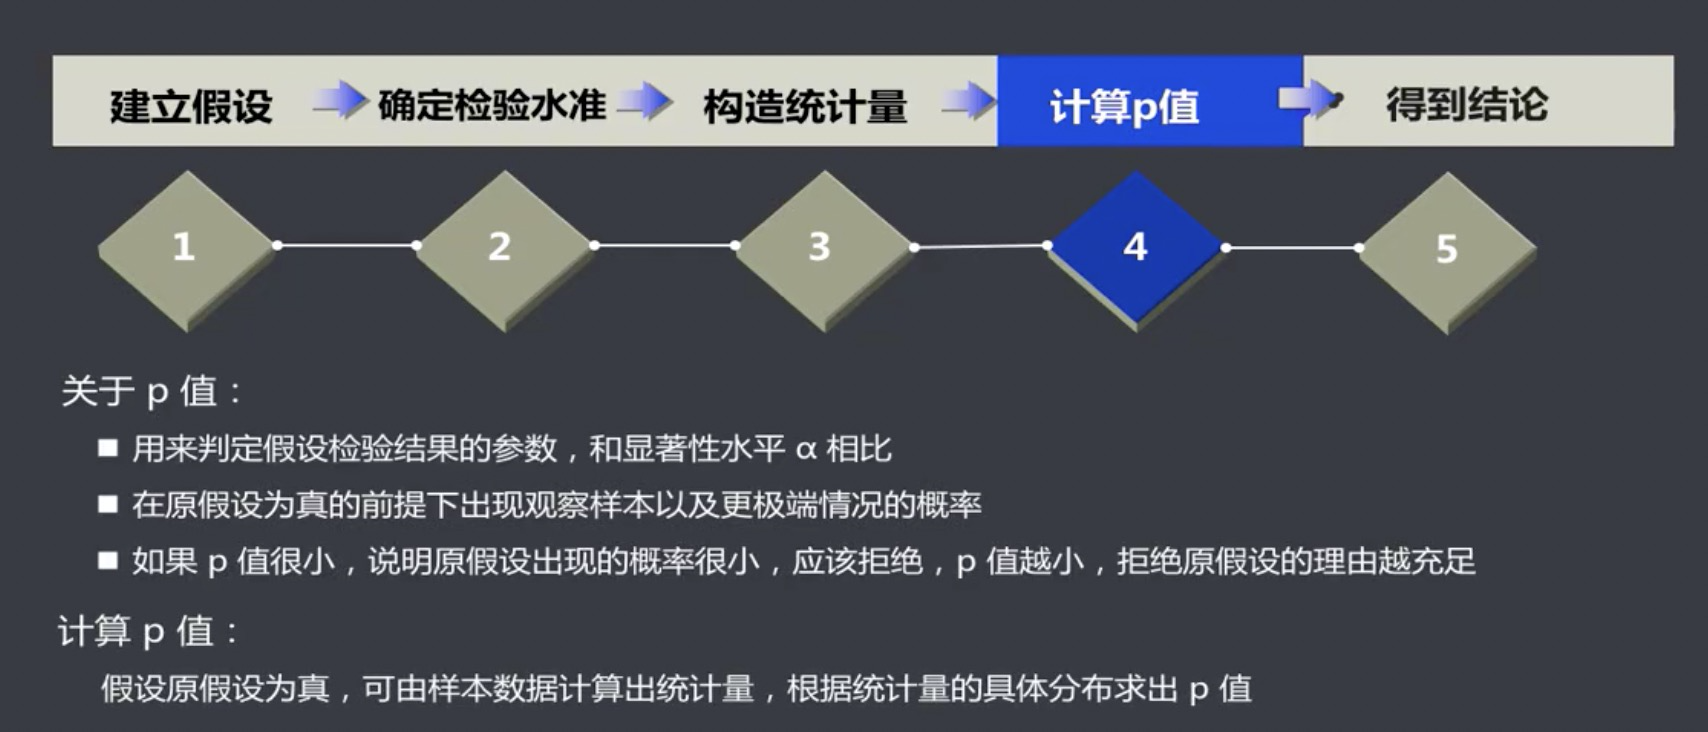 建立假设 确定检验水准 构造统计量 计算p值 得到结论
1 2 3 4 5
关于 p 值：
■ 用来判定假设检验结果的参数，和显著性水平 α 相比
■ 在原假设为真的前提下出现观察样本以及更极端情况的概率
■ 如果 p 值很小，说明原假设出现的概率很小，应该拒绝，p 值越小，拒绝原假设的理由越充足
计算 p 值：
假设原假设为真，可由样本数据计算出统计量，根据统计量的具体分布求出 p 值